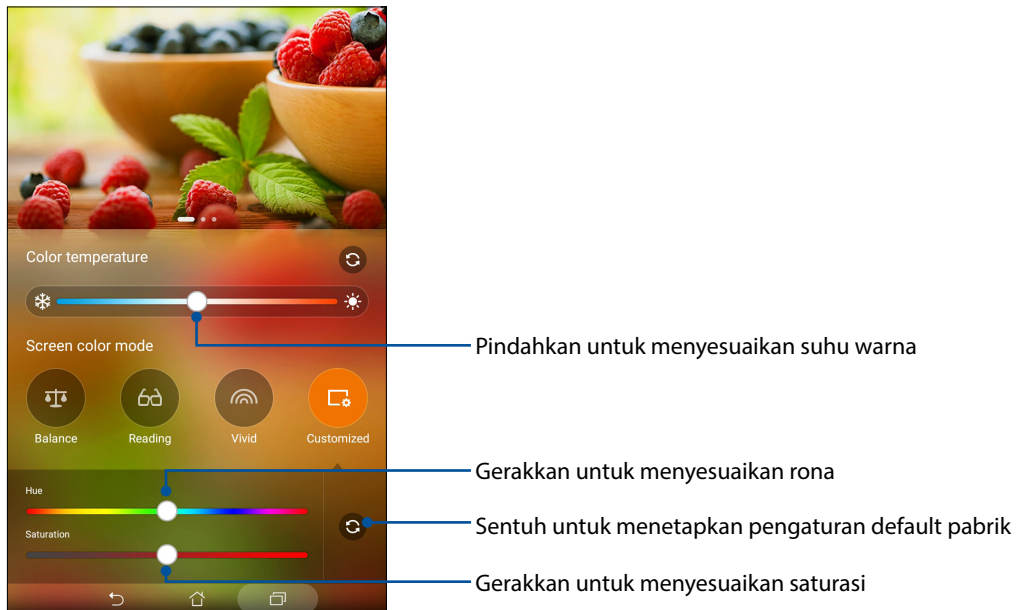 Color temperature
Pindahkan untuk menyesuaikan suhu warna
Screen color mode
Balance Reading Vivid Customized
Gerakkan untuk menyesuaikan rona
Hue
Sentuh untuk menetapkan pengaturan default pabrik
Saturation
Gerakkan untuk menyesuaikan saturasi